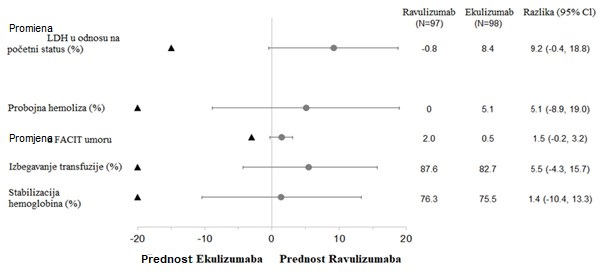 Ravulizumab Ekulizumab Razlika (95% CI)
(N=97) (N=98)
Promjena
LDH u odnosu na
početni status (%) -0.8 8.4 9.2 (-0.4, 18.8)
Probojna hemoliza (%) 0 5.1 5.1 (-8.9, 19.0)
Promjena FACIT umoru 2.0 0.5 1.5 (-0.2, 3.2)
Izbegavanje transfuzije (%) 87.6 82.7 5.5 (-4.3, 15.7)
Stabilizacija
hemoglobina (%) 76.3 75.5 1.4 (-10.4, 13.3)
-20 -10 0 10 20
Prednost Ekulizumaba Prednost Ravulizumaba